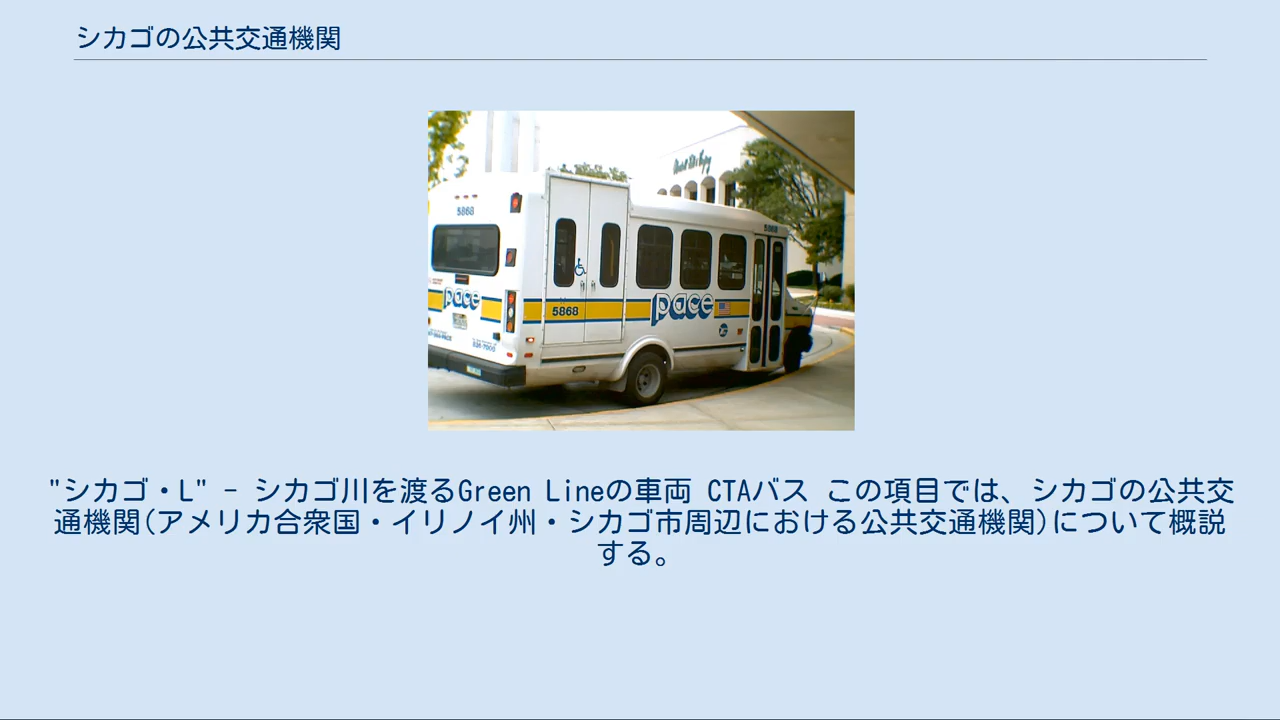 シカゴの公共交通機関
5868
5868
pace
5868
pace
"シカゴ・L" - シカゴ川を渡るGreen Lineの車両 CTAバス この項目では、シカゴの公共交
通機関(アメリカ合衆国・イリノイ州・シカゴ市周辺における公共交通機関)について概説
する。